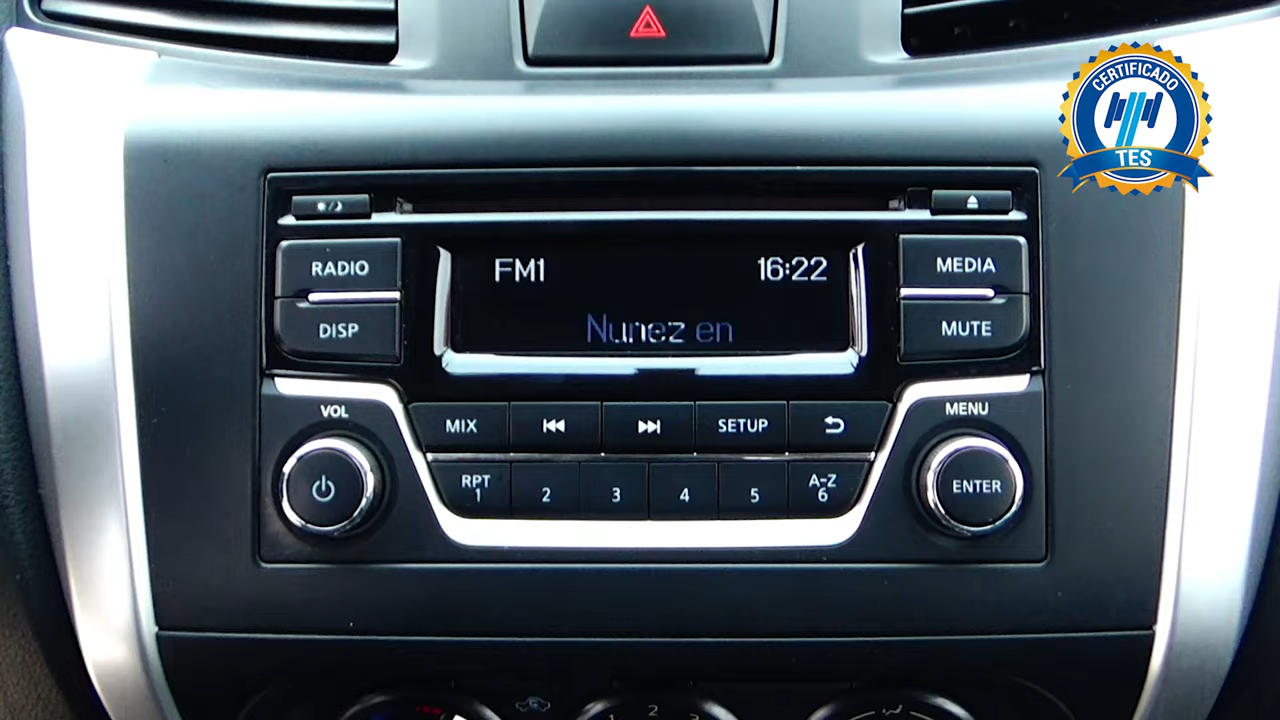 CERTIFICADO
TES
RADIO
FM1
16:22
MEDIA
DISP
Nunez en
MUTE
VOL
MENU
MIX
SETUP
RPT
1
2
3
4
5
A-Z
6
ENTER
2